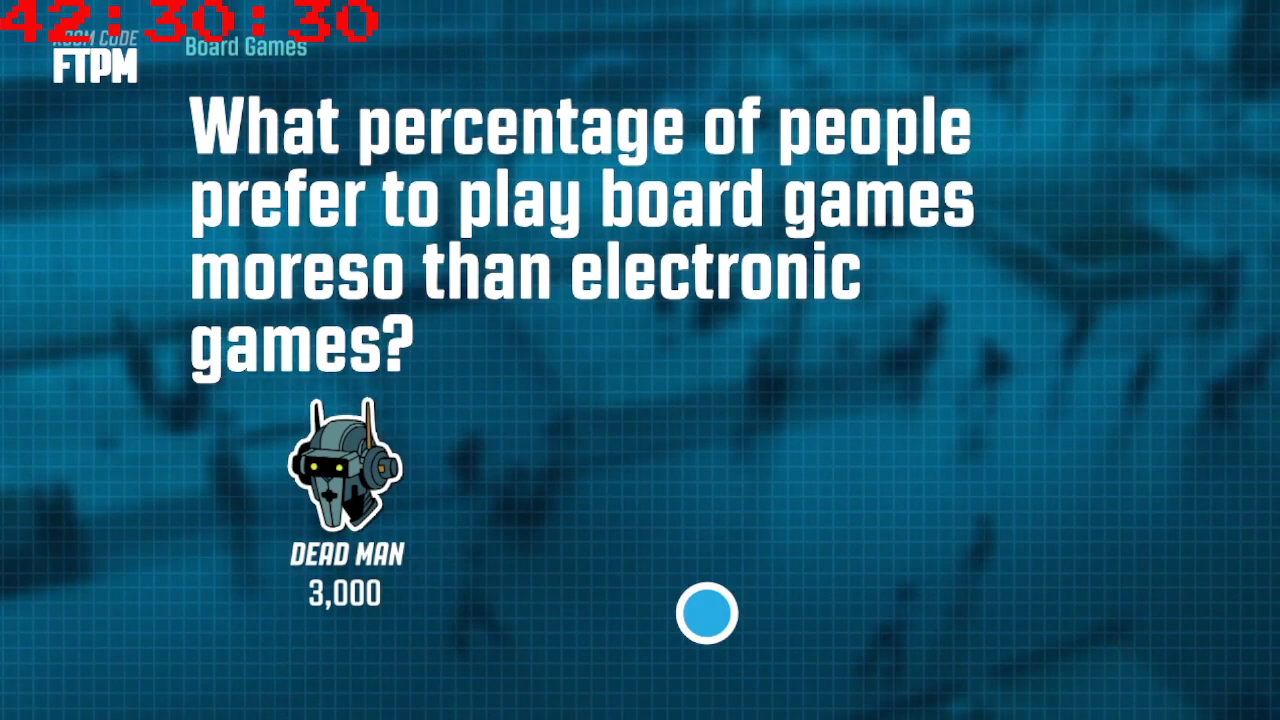 42:30:30
ROOM CODE
FTPM
Board Games
What percentage of people
prefer to play board games
moreso than electronic
games?
DEAD MAN
3,000